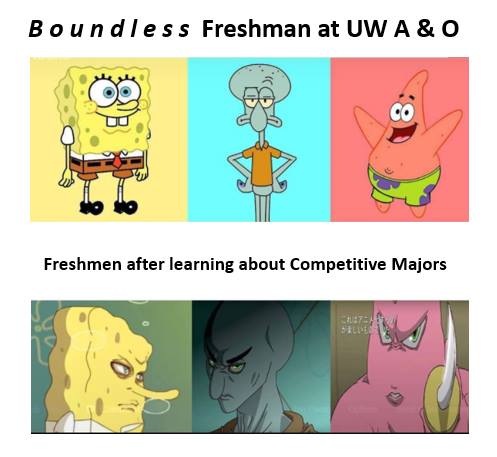 B o u n d l e s s Freshman at UW A & O
Freshmen after learning about Competitive Majors